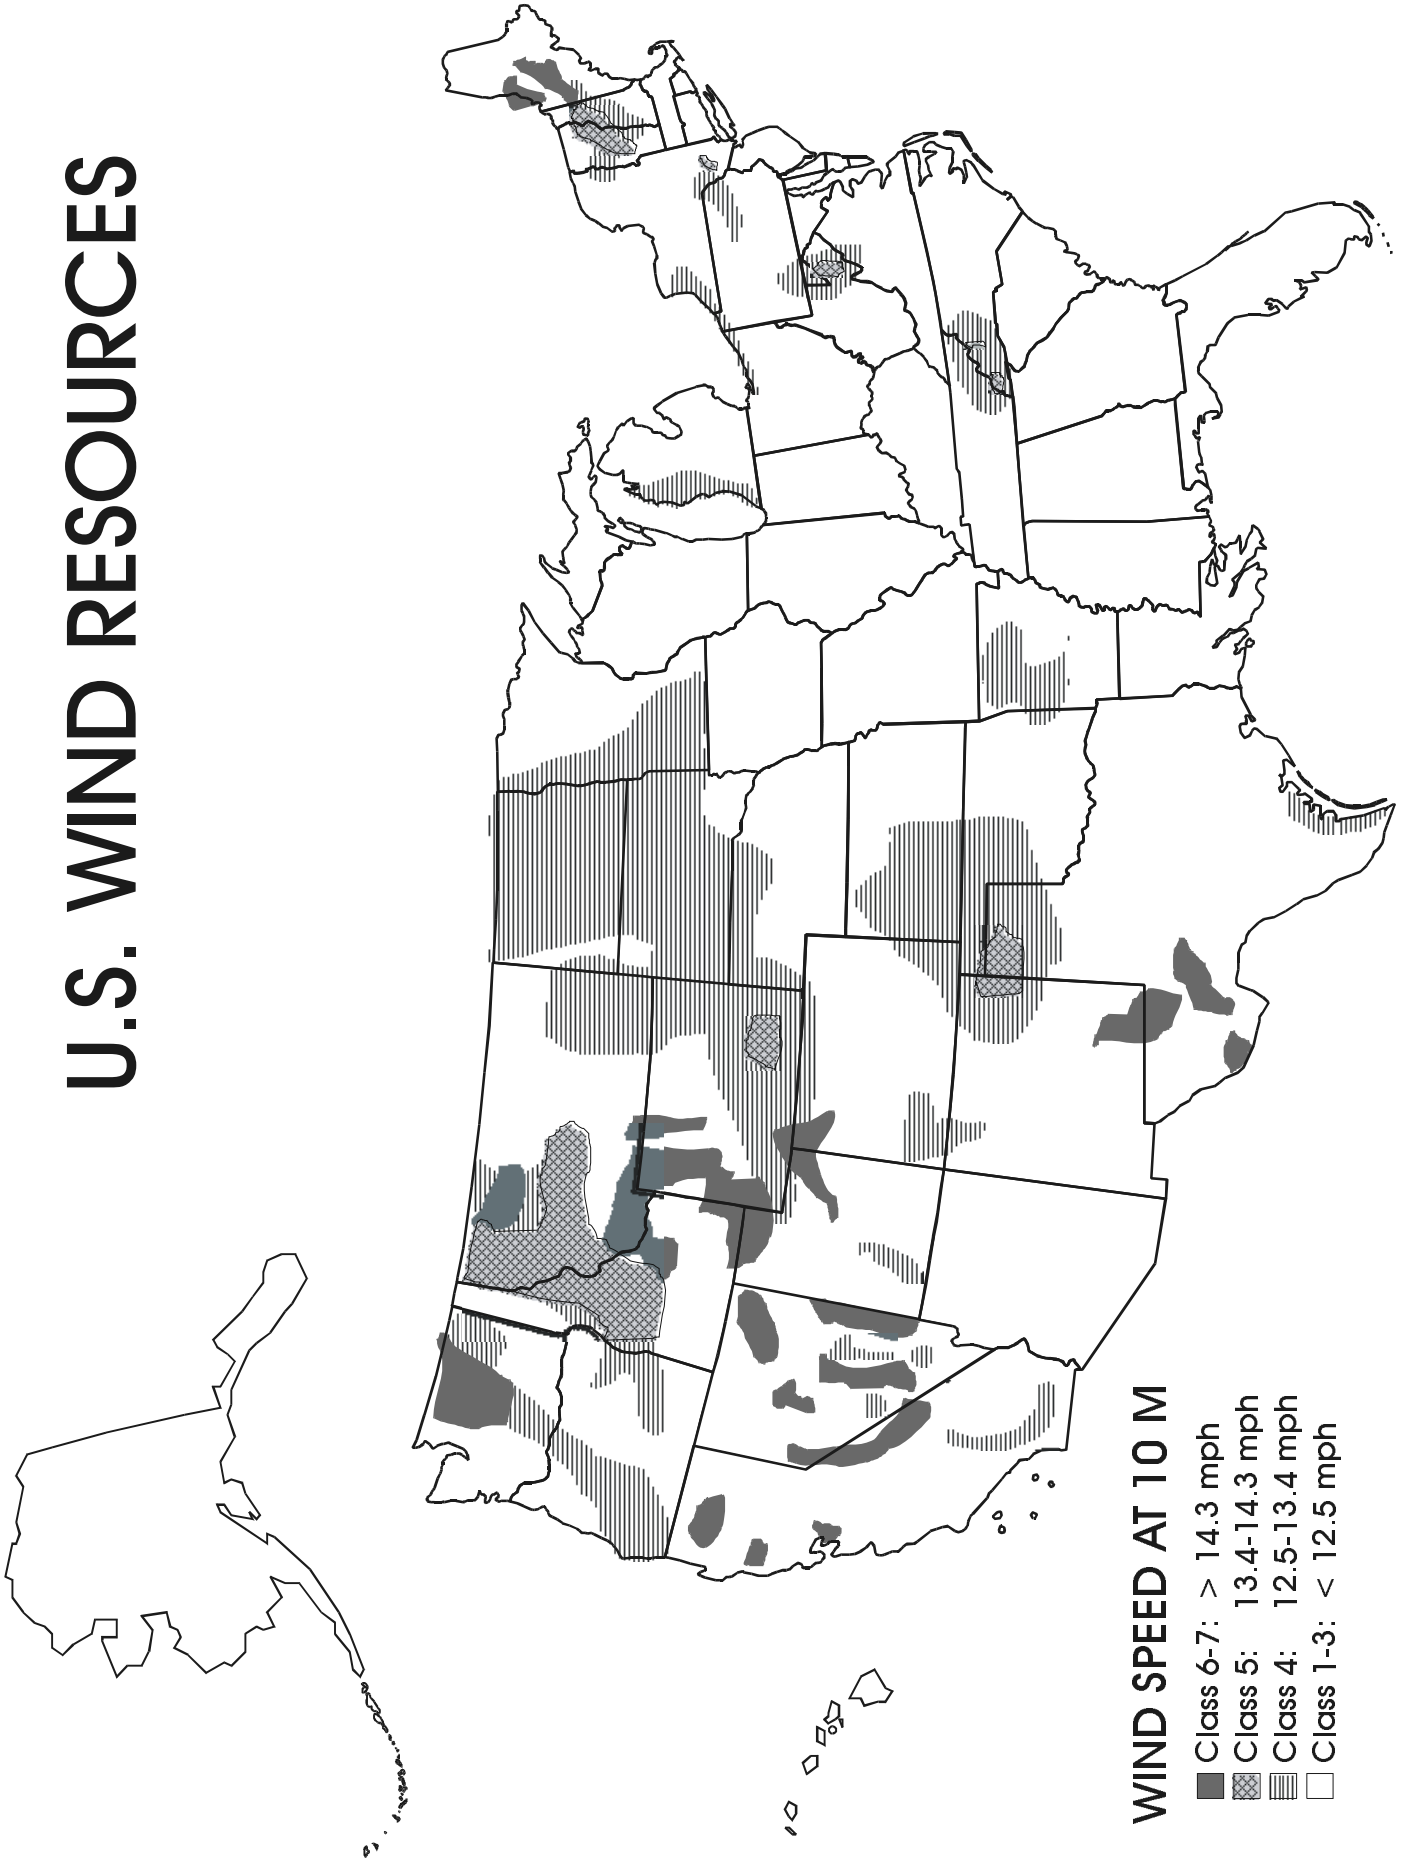 U.S. WIND RESOURCES
WIND SPEED AT 10 M
Class 6-7: > 14.3 mph
Class 5: 13.4-14.3 mph
Class 4: 12.5-13.4 mph
Class 1-3: < 12.5 mph